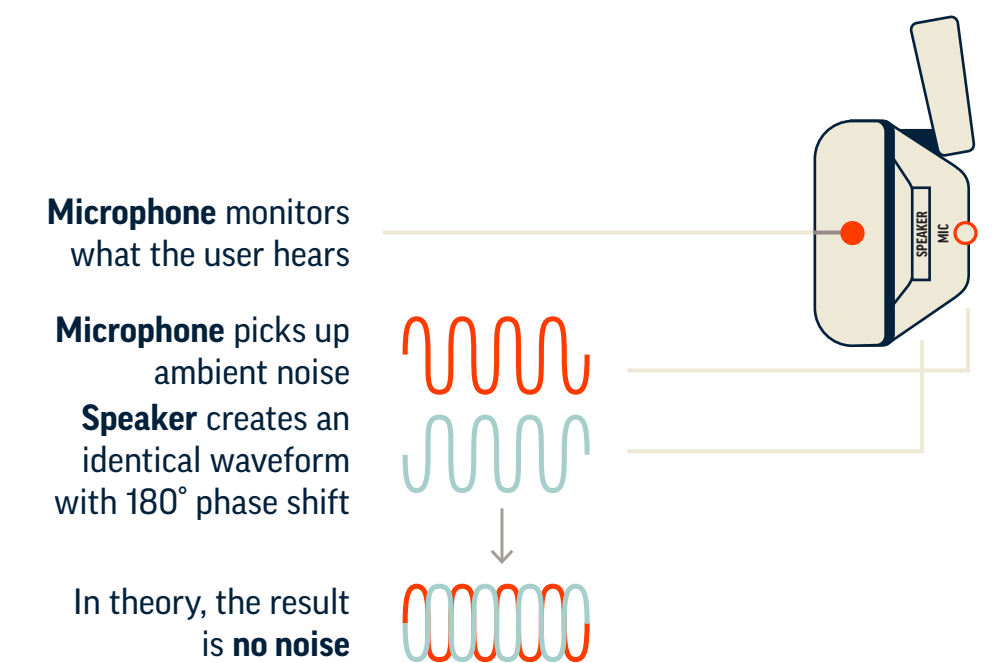 Microphone monitors
what the user hears
SPEAKER
MIC
Microphone picks up
ambient noise
Speaker creates an
identical waveform
with 180° phase shift
In theory, the result
is no noise